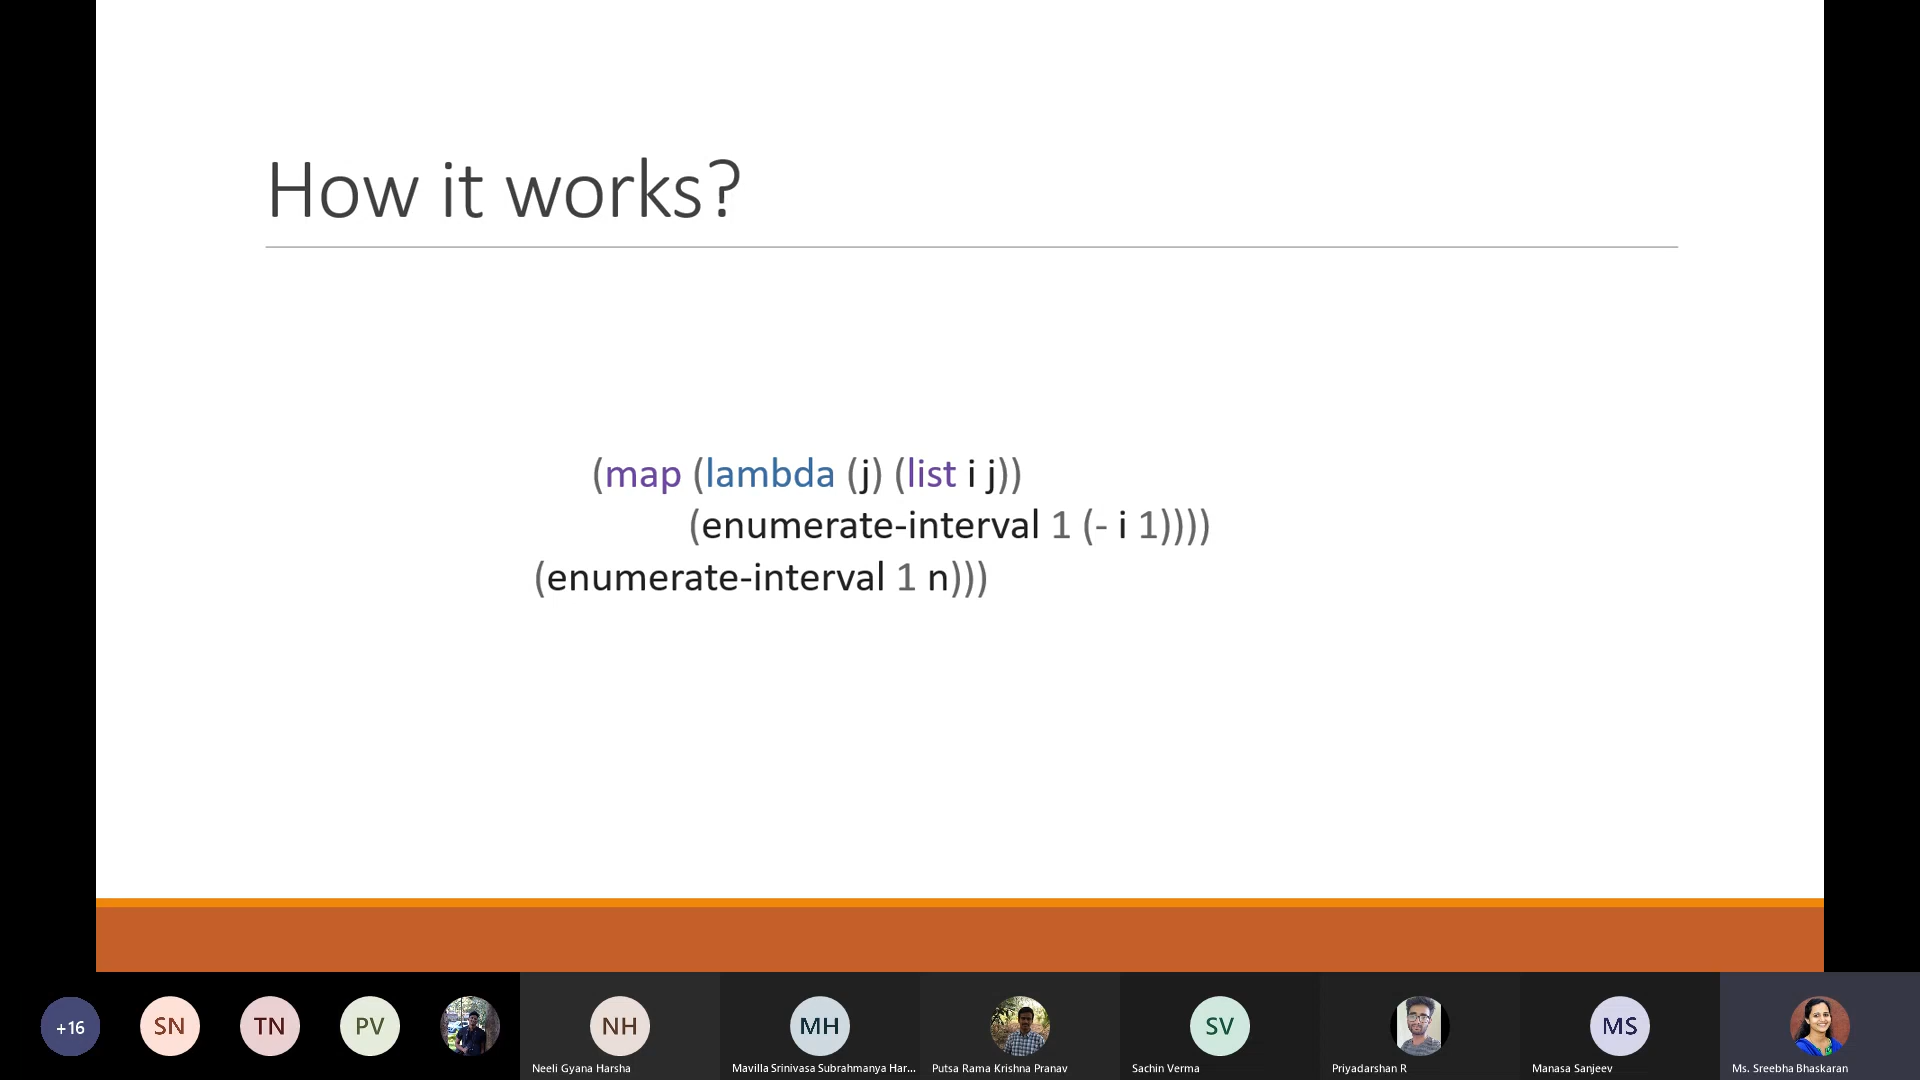 How it works?
(map (lambda (j) (list i j))
(enumerate-interval 1 (- i 1))))
(enumerate-interval 1 n)))
+16
SN
TN
PV
NH
MH
SV
MS
Neeli Gyana Harsha
Mavilla Srinivasa Subrahmanya Har...
Putsa Rama Krishna Pranav
Sachin Verma
Priyadarshan R
Manasa Sanjeev
Ms. Sreebha Bhaskaran